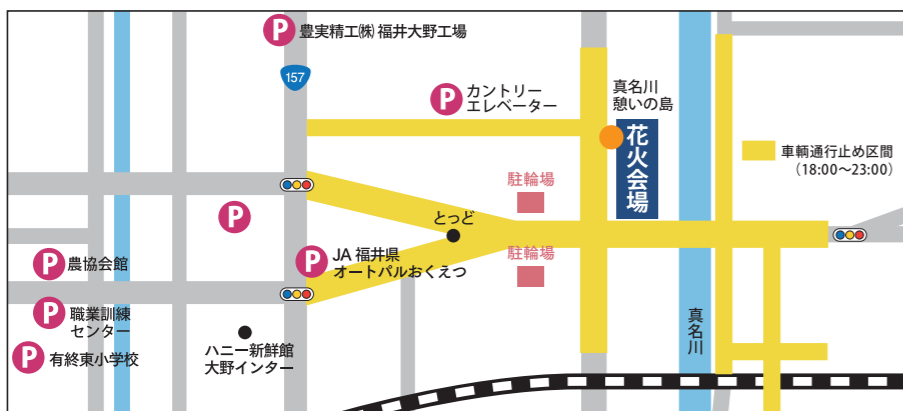 P
豊実精工㈱ 福井大野工場
157
P
カントリー
エレベーター
真名川
憩いの島
花火会場
車輌通行止め区間
(18:00〜23:00)
駐輪場
P
とっど
駐輪場
P
JA 福井県
オートパルおくえつ
P
農協会館
P
職業訓練
センター
P
有終東小学校
ハニー新鮮館
大野インター
真名川